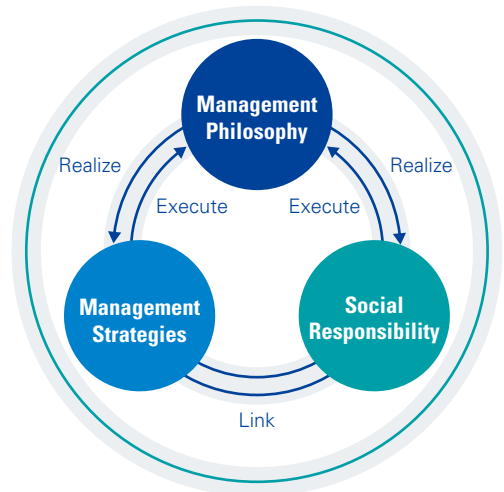 Management
Philosophy
Realize
Realize
Execute
Execute
Management
Strategies
Social
Responsibility
Link